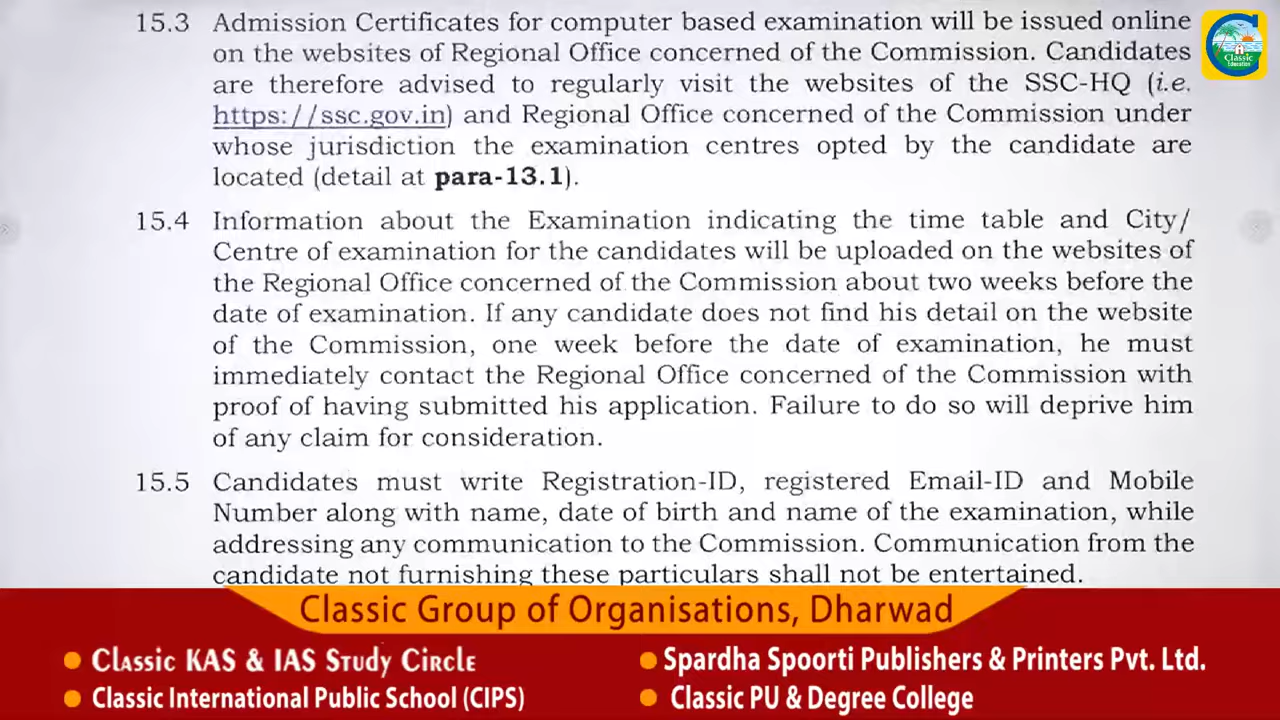 15.3 Admission Certificates for computer based examination will be issued online
on the websites of Regional Office concerned of the Commission. Candidates
are therefore advised to regularly visit the websites of the SSC-HQ (i.e.
https://ssc.gov.in) and Regional Office concerned of the Commission under
whose jurisdiction the examination centres opted by the candidate are
located (detail at para-13.1).
15.4 Information about the Examination indicating the time table and City/
Centre of examination for the candidates will be uploaded on the websites of
the Regional Office concerned of the Commission about two weeks before the
date of examination. If any candidate does not find his detail on the website
of the Commission, one week before the date of examination, he must
immediately contact the Regional Office concerned of the Commission with
proof of having submitted his application. Failure to do so will deprive him
of any claim for consideration.
15.5 Candidates must write Registration-ID, registered Email-ID and Mobile
Number along with name, date of birth and name of the examination, while
addressing any communication to the Commission. Communication from the
candidate not furnishing these particulars shall not be entertained.
Classic
Education
Classic Group of Organisations, Dharwad
Classic KAS & IAS Study Circle
Spardha Spoorti Publishers & Printers Pvt. Ltd.
Classic International Public School (CIPS)
Classic PU & Degree College